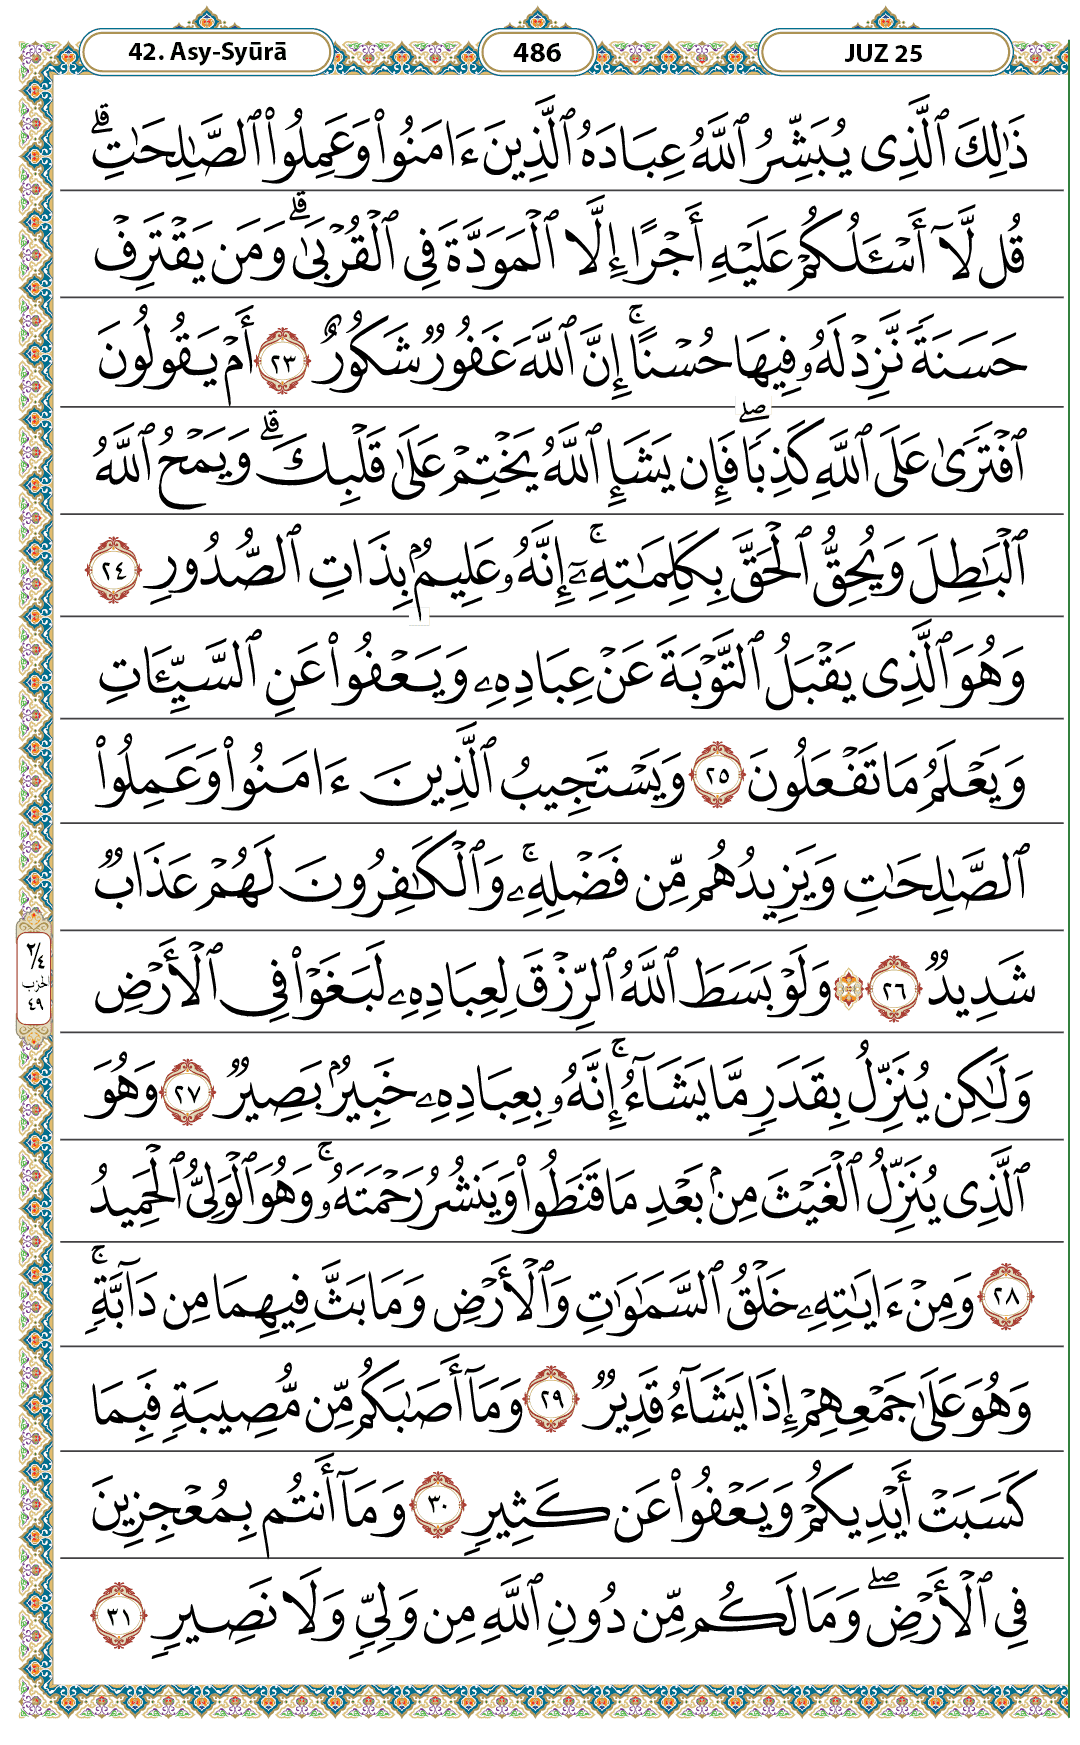 42. Asy-Syūrā
486
JUZ 25
ذَٰلِكَ ٱلَّذِى يُبَشِّرُ ٱللَّهُ عِبَادَهُ ٱلَّذِينَ ءَامَنُوا۟ وَعَمِلُوا۟ ٱلصَّـٰلِحَـٰتِ ۗ
قُل لَّآ أَسْـَٔلُكُمْ عَلَيْهِ أَجْرًا إِلَّا ٱلْمَوَدَّةَ فِى ٱلْقُرْبَىٰ ۗ وَمَن يَقْتَرِفْ
حَسَنَةً نَّزِدْ لَهُۥ فِيهَا حُسْنًا ۚ إِنَّ ٱللَّهَ غَفُورٌ شَكُورٌ ٢٣ أَمْ يَقُولُونَ
ٱفْتَرَىٰ عَلَى ٱللَّهِ كَذِبًا ۖ فَإِن يَشَإِ ٱللَّهُ يَخْتِمْ عَلَىٰ قَلْبِكَ ۗ وَيَمْحُ ٱللَّهُ
ٱلْبَـٰطِلَ وَيُحِقُّ ٱلْحَقَّ بِكَلِمَـٰتِهِۦٓ ۚ إِنَّهُۥ عَلِيمٌۢ بِذَاتِ ٱلصُّدُورِ ٢٤
وَهُوَ ٱلَّذِى يَقْبَلُ ٱلتَّوْبَةَ عَنْ عِبَادِهِۦ وَيَعْفُوا۟ عَنِ ٱلسَّيِّـَٔاتِ
وَيَعْلَمُ مَا تَفْعَلُونَ ٢٥ وَيَسْتَجِيبُ ٱلَّذِينَ ءَامَنُوا۟ وَعَمِلُوا۟
ٱلصَّـٰلِحَـٰتِ وَيَزِيدُهُم مِّن فَضْلِهِۦ ۚ وَٱلْكَـٰفِرُونَ لَهُمْ عَذَابٌ
شَدِيدٌ ٢٦ ۞ وَلَوْ بَسَطَ ٱللَّهُ ٱلرِّزْقَ لِعِبَادِهِۦ لَبَغَوْا۟ فِى ٱلْأَرْضِ
٢/٤
الحزب
٤٩
وَلَـٰكِن يُنَزِّلُ بِقَدَرٍ مَّا يَشَآءُ ۚ إِنَّهُۥ بِعِبَادِهِۦ خَبِيرٌۢ بَصِيرٌ ٢٧ وَهُوَ
ٱلَّذِى يُنَزِّلُ ٱلْغَيْثَ مِنۢ بَعْدِ مَا قَنَطُوا۟ وَيَنشُرُ رَحْمَتَهُۥ ۚ وَهُوَ ٱلْوَلِىُّ ٱلْحَمِيدُ
٢٨ وَمِنْ ءَايَـٰتِهِۦ خَلْقُ ٱلسَّمَـٰوَٰتِ وَٱلْأَرْضِ وَمَا بَثَّ فِيهِمَا مِن دَآبَّةٍ ۚ
وَهُوَ عَلَىٰ جَمْعِهِمْ إِذَا يَشَآءُ قَدِيرٌ ٢٩ وَمَآ أَصَـٰبَكُم مِّن مُّصِيبَةٍ فَبِمَا
كَسَبَتْ أَيْدِيكُمْ وَيَعْفُوا۟ عَن كَثِيرٍ ٣٠ وَمَآ أَنتُم بِمُعْجِزِينَ
فِى ٱلْأَرْضِ ۖ وَمَا لَكُم مِّن دُونِ ٱللَّهِ مِن وَلِىٍّ وَلَا نَصِيرٍ ٣١